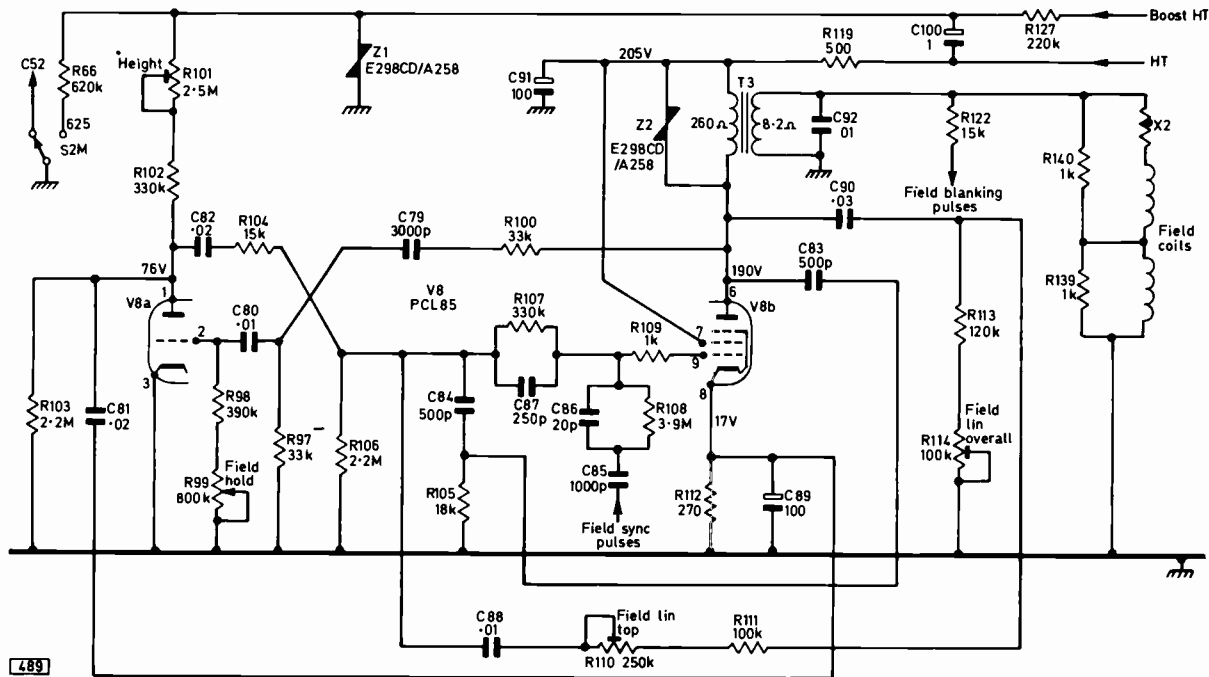 Boost HT
R127
220k
C100
1
R119
500
HT
205V
C52
R66
620k
625
S2M
Height
R101
2·5M
Z1
E298CD/A258
C91
100
Z2
E298CD
/A258
T3
260Ω
8·2Ω
C92
·01
R122
15k
Field blanking
pulses
R140
1k
X2
Field
coils
R139
1k
R102
330k
C82
·02
R104
15k
C79
3000p
R100
33k
C90
·03
C83
500p
76V
1
V8a
2
3
C80
·01
V8
PCL85
190V
6
V8b
7
9
8
17V
R107
330k
R109
1k
C87
250p
C84
500p
C86
20p
R108
3·9M
C85
1000p
Field sync
pulses
R103
2·2M
C81
·02
R98
390k
R99
800k
Field
hold
R97
33k
R106
2·2M
R105
18k
R112
270
C89
100
R113
120k
Field
lin
overall
R114
100k
C88
·01
Field lin
top
R110 250k
R111
100k
489